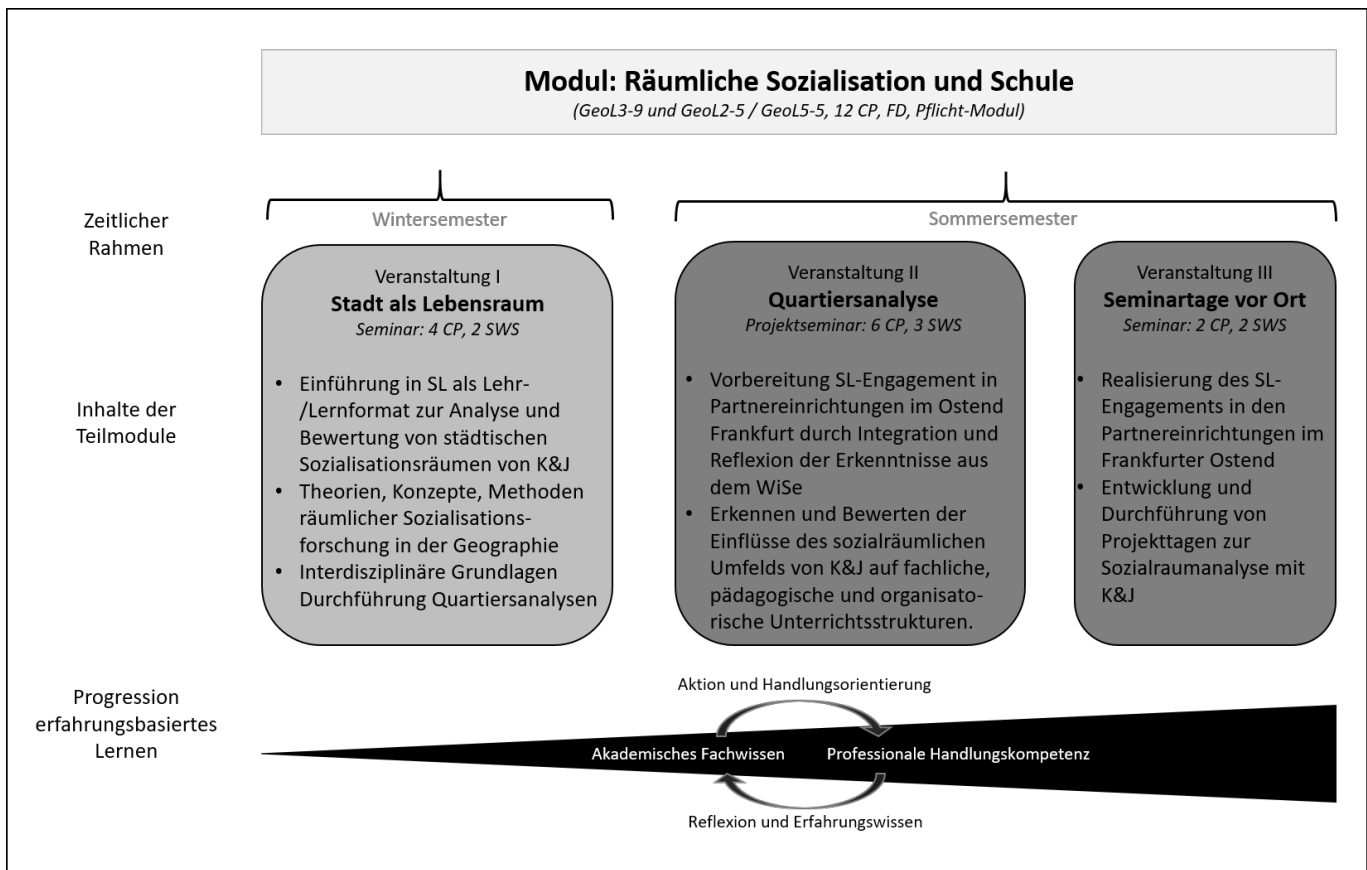 Modul: Räumliche Sozialisation und Schule
(GeoL3-9 und GeoL2-5 / GeoL5-5, 12 CP, FD, Pflicht-Modul)
Zeitlicher
Rahmen
Wintersemester
Sommersemester
Inhalte der
Teilmodule
Veranstaltung I
Stadt als Lebensraum
Seminar: 4 CP, 2 SWS
• Einführung in SL als Lehr-
/Lernformat zur Analyse und
Bewertung von städtischen
Sozialisationsräumen von K&J
• Theorien, Konzepte, Methoden
räumlicher Sozialisations-
forschung in der Geographie
• Interdisziplinäre Grundlagen
Durchführung Quartiersanalysen
Veranstaltung II
Quartiersanalyse
Projektseminar: 6 CP, 3 SWS
• Vorbereitung SL-Engagement in
Partnereinrichtungen im Ostend
Frankfurt durch Integration und
Reflexion der Erkenntnisse aus
dem WiSe
• Erkennen und Bewerten der
Einflüsse des sozialräumlichen
Umfelds von K&J auf fachliche,
pädagogische und organisato-
rische Unterrichtsstrukturen.
Veranstaltung III
Seminartage vor Ort
Seminar: 2 CP, 2 SWS
• Realisierung des SL-
Engagements in den
Partnereinrichtungen im
Frankfurter Ostend
• Entwicklung und
Durchführung von
Projekttagen zur
Sozialraumanalyse mit
K&J
Progression
erfahrungsbasiertes
Lernen
Aktion und Handlungsorientierung
Akademisches Fachwissen
Professionale Handlungskompetenz
Reflexion und Erfahrungswissen